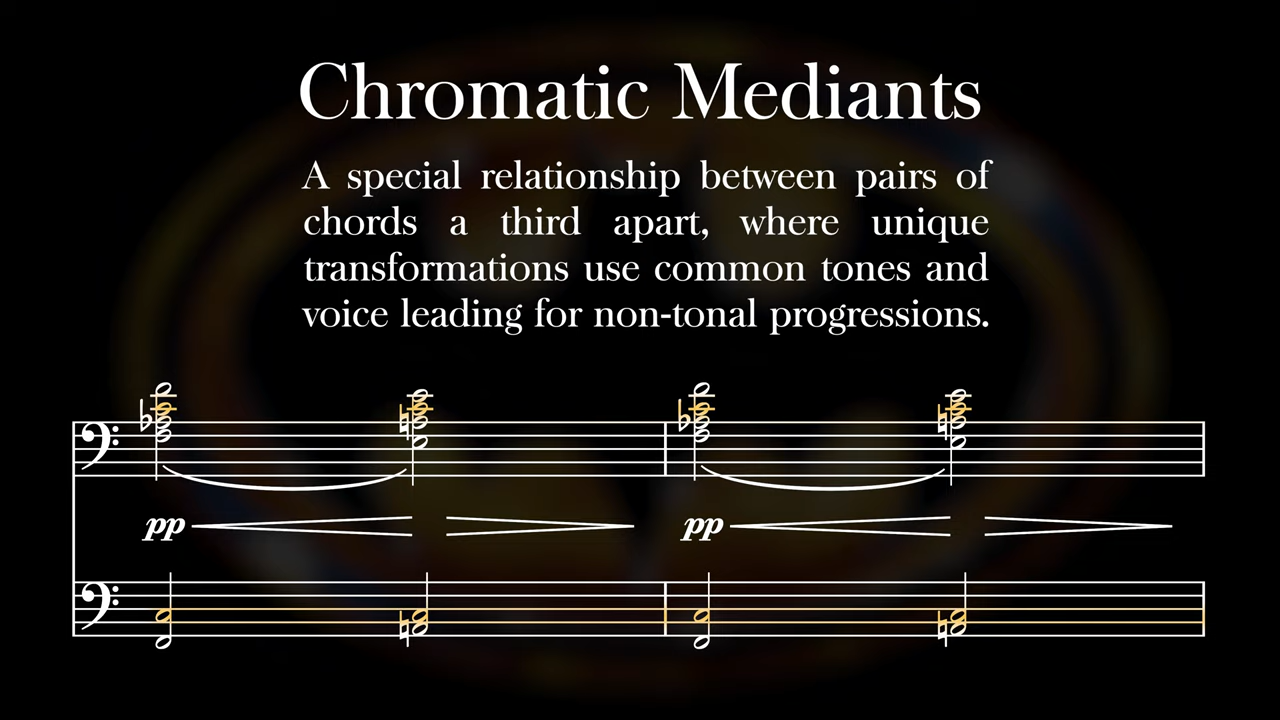 Chromatic Mediants
A special relationship between pairs of
chords a third apart, where unique
transformations use common tones and
voice leading for non-tonal progressions.
pp pp